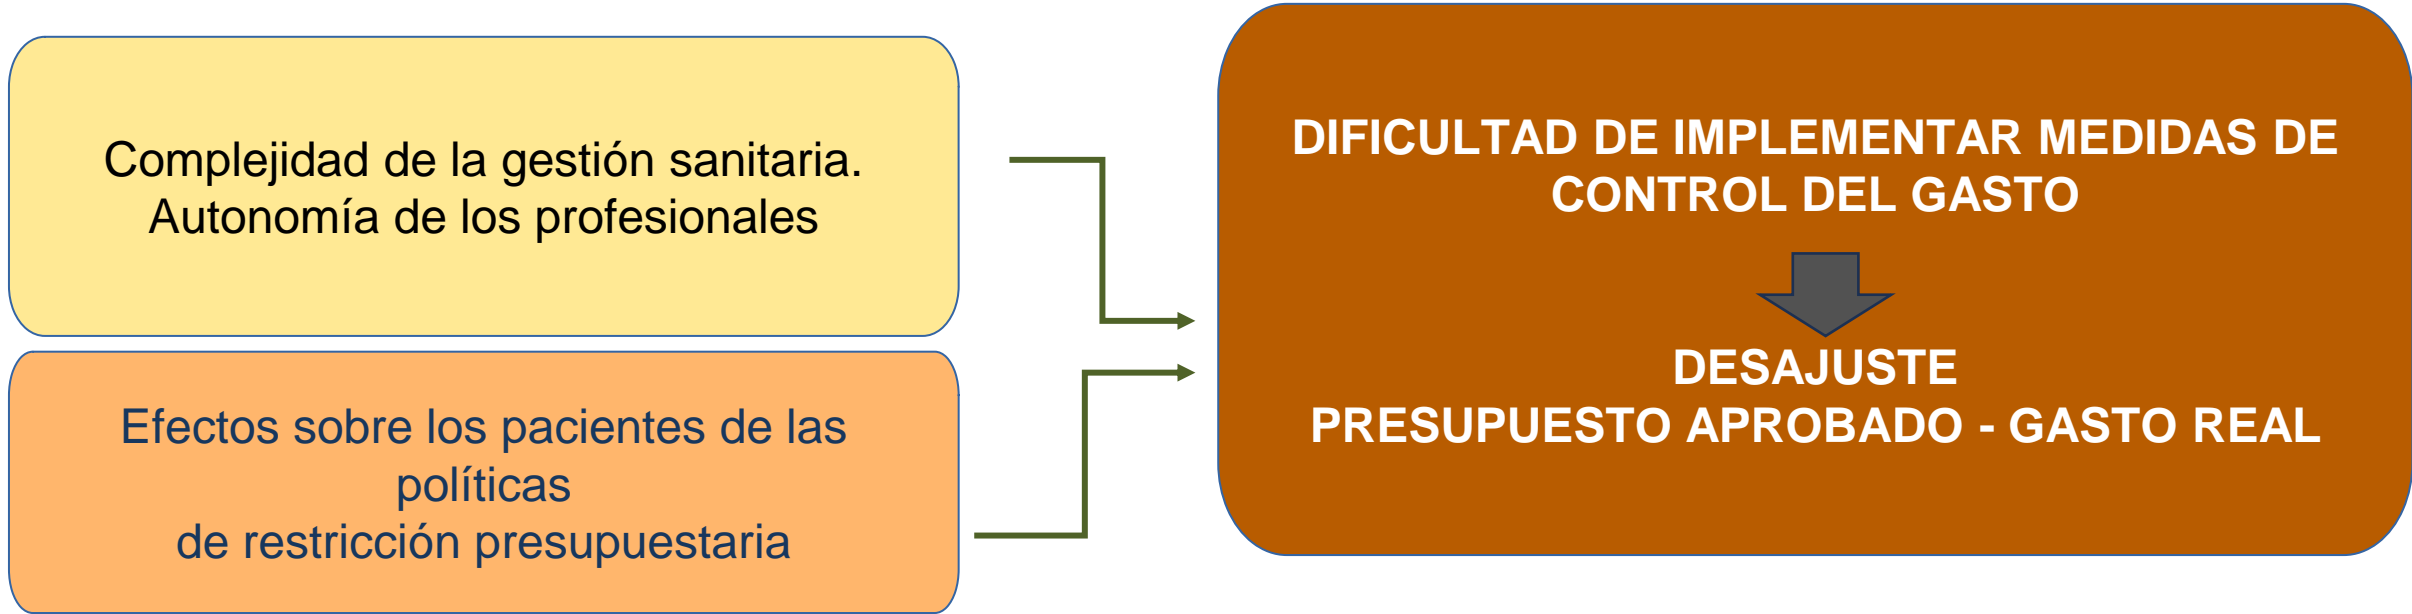 Complejidad de la gestión sanitaria.
Autonomía de los profesionales
Efectos sobre los pacientes de las
políticas
de restricción presupuestaria
DIFICULTAD DE IMPLEMENTAR MEDIDAS DE
CONTROL DEL GASTO
DESAJUSTE
PRESUPUESTO APROBADO - GASTO REAL